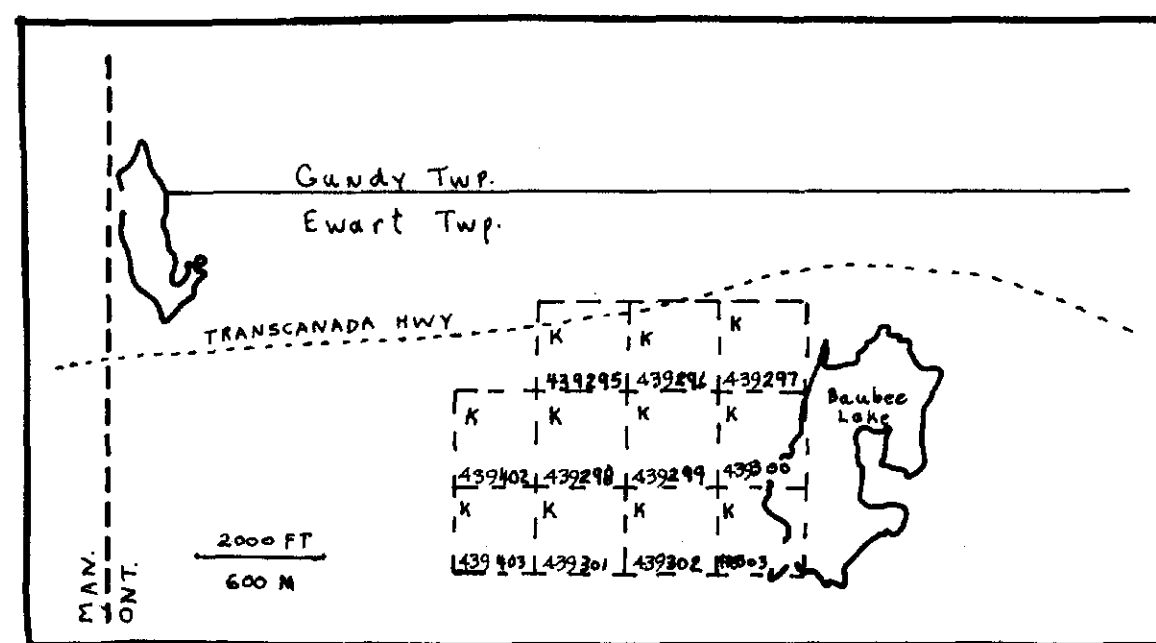 Gundy Twp.
Ewart Twp.
TRANSCANADA HWY
K K K
439295 439296 439297
Baubee
Lake
K K K K
439402 439298 439299 439300
K K K K
439403 439301 439302
2000 FT
600 M
MAN.
ONT.